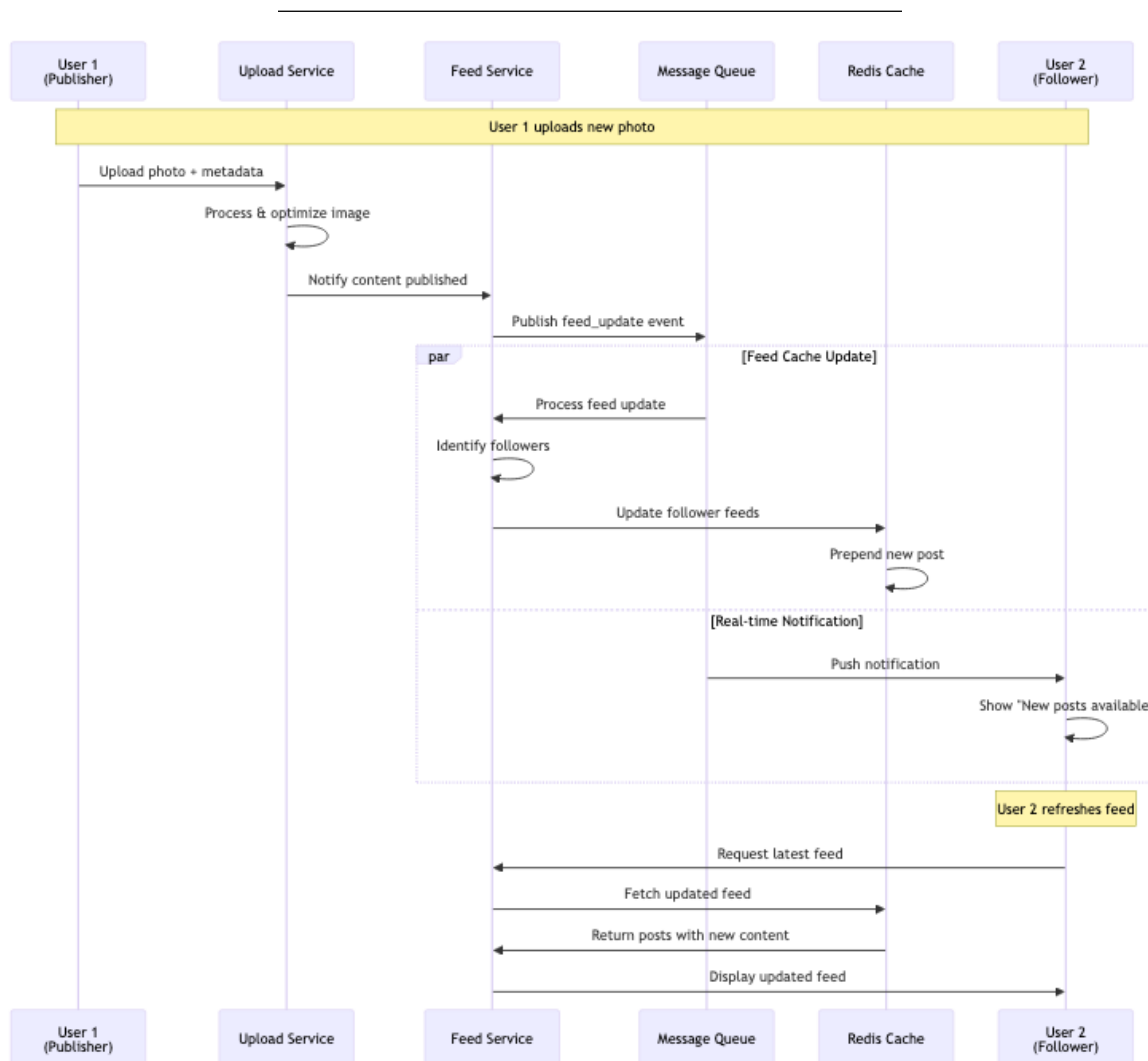 User 1
(Publisher)
Upload Service
Feed Service
Message Queue
Redis Cache
User 2
(Follower)
User 1 uploads new photo
Upload photo + metadata
Process & optimize image
Notify content published
Publish feed_update event
par
[Feed Cache Update]
Process feed update
Identify followers
Update follower feeds
Prepend new post
[Real-time Notification]
Push notification
Show "New posts available
User 2 refreshes feed
Request latest feed
Fetch updated feed
Return posts with new content
Display updated feed
User 1
(Publisher)
Upload Service
Feed Service
Message Queue
Redis Cache
User 2
(Follower)